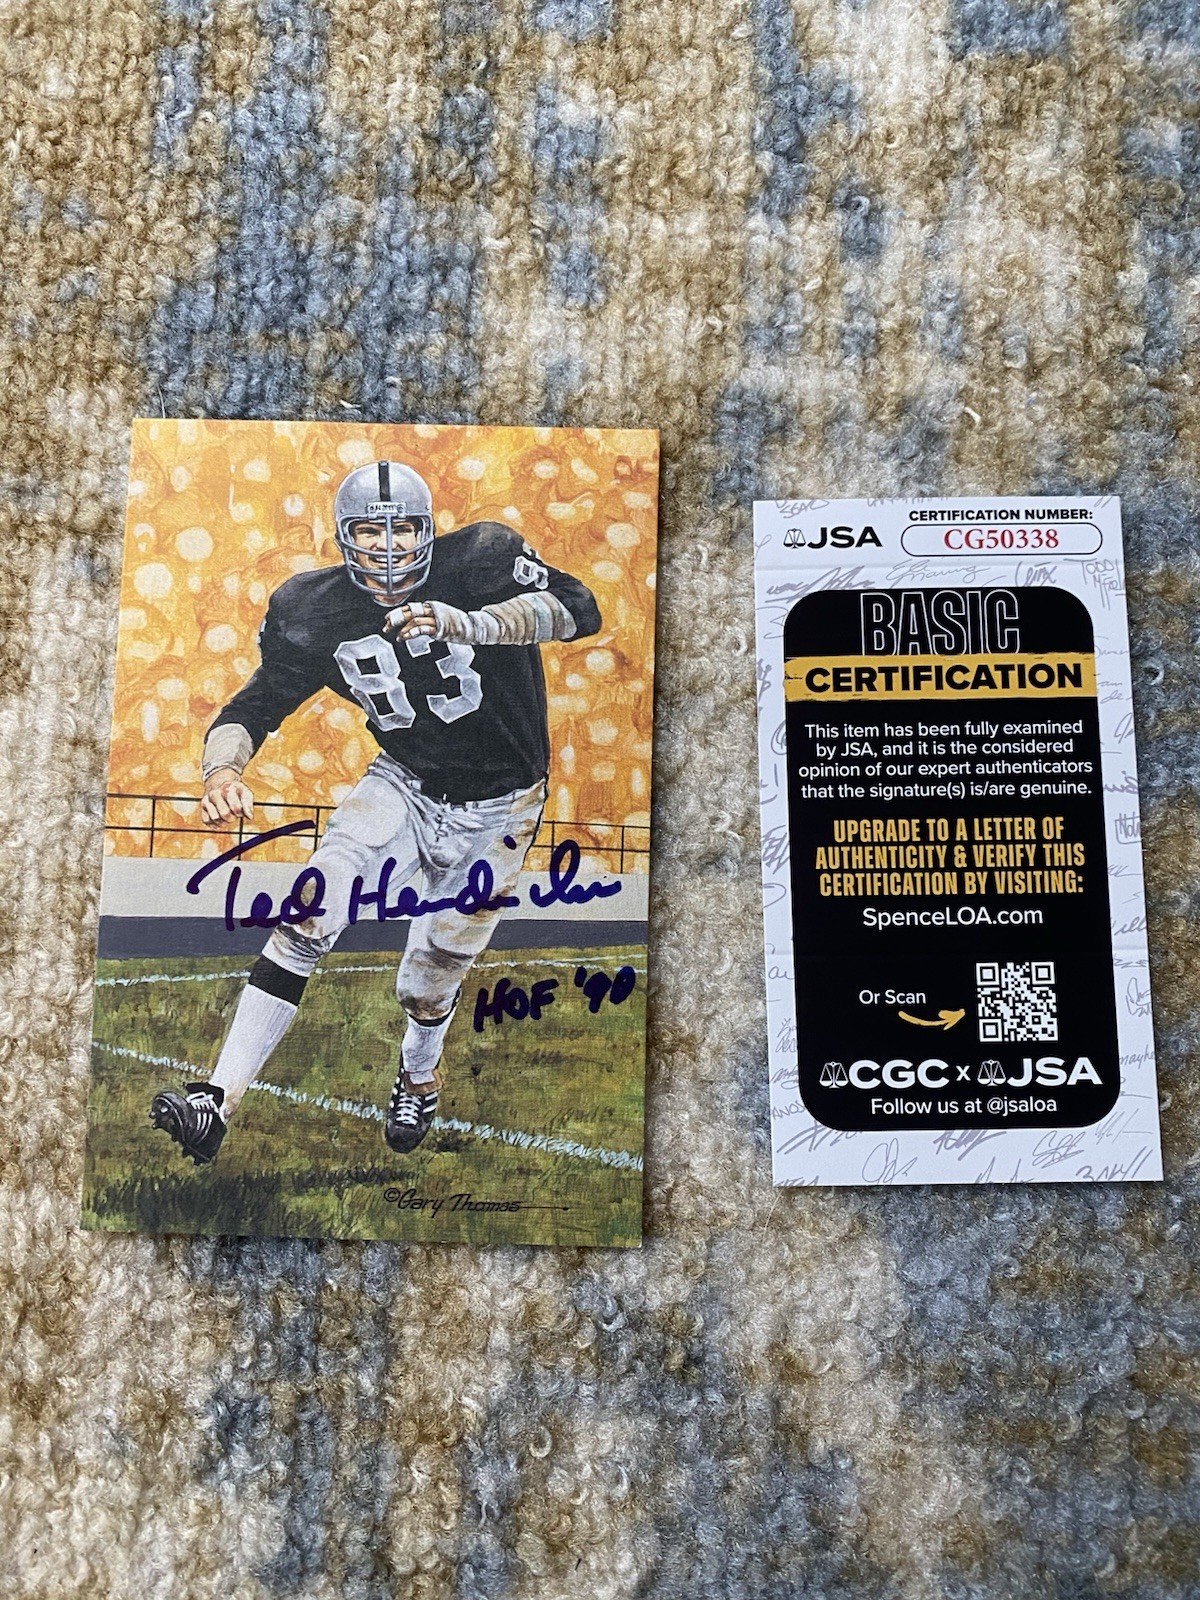 83
83
Ted Hendricks
HOF '90
©Gary Thomas
JSA
CERTIFICATION NUMBER:
CG50338
BASIC
CERTIFICATION
This item has been fully examined
by JSA, and it is the considered
opinion of our expert authenticators
that the signature(s) is/are genuine.
UPGRADE TO A LETTER OF
AUTHENTICITY & VERIFY THIS
CERTIFICATION BY VISITING:
SpenceLOA.com
Or Scan
CGC x JSA
Follow us at @jsaloa